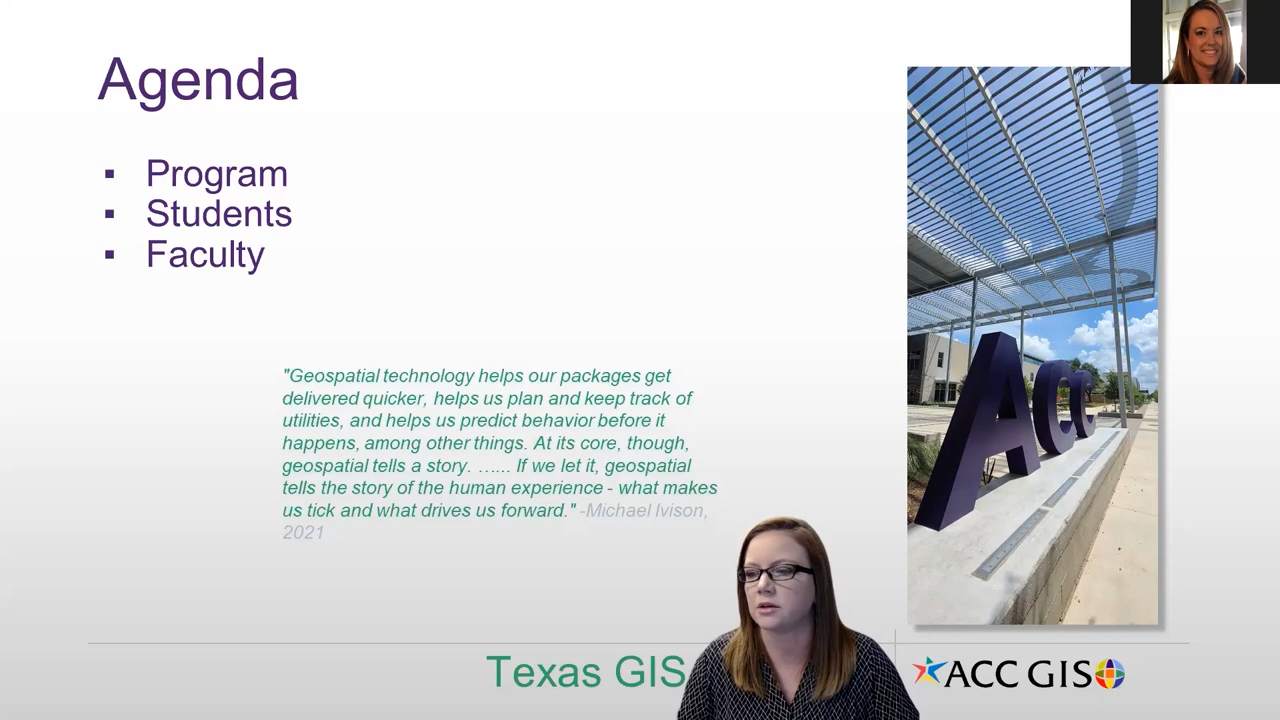 Agenda
▪ Program
▪ Students
▪ Faculty
"Geospatial technology helps our packages get
delivered quicker, helps us plan and keep track of
utilities, and helps us predict behavior before it
happens, among other things. At its core, though,
geospatial tells a story. …... If we let it, geospatial
tells the story of the human experience - what makes
us tick and what drives us forward." -Michael Ivison,
2021
Acc
Texas GIS
ACC GIS